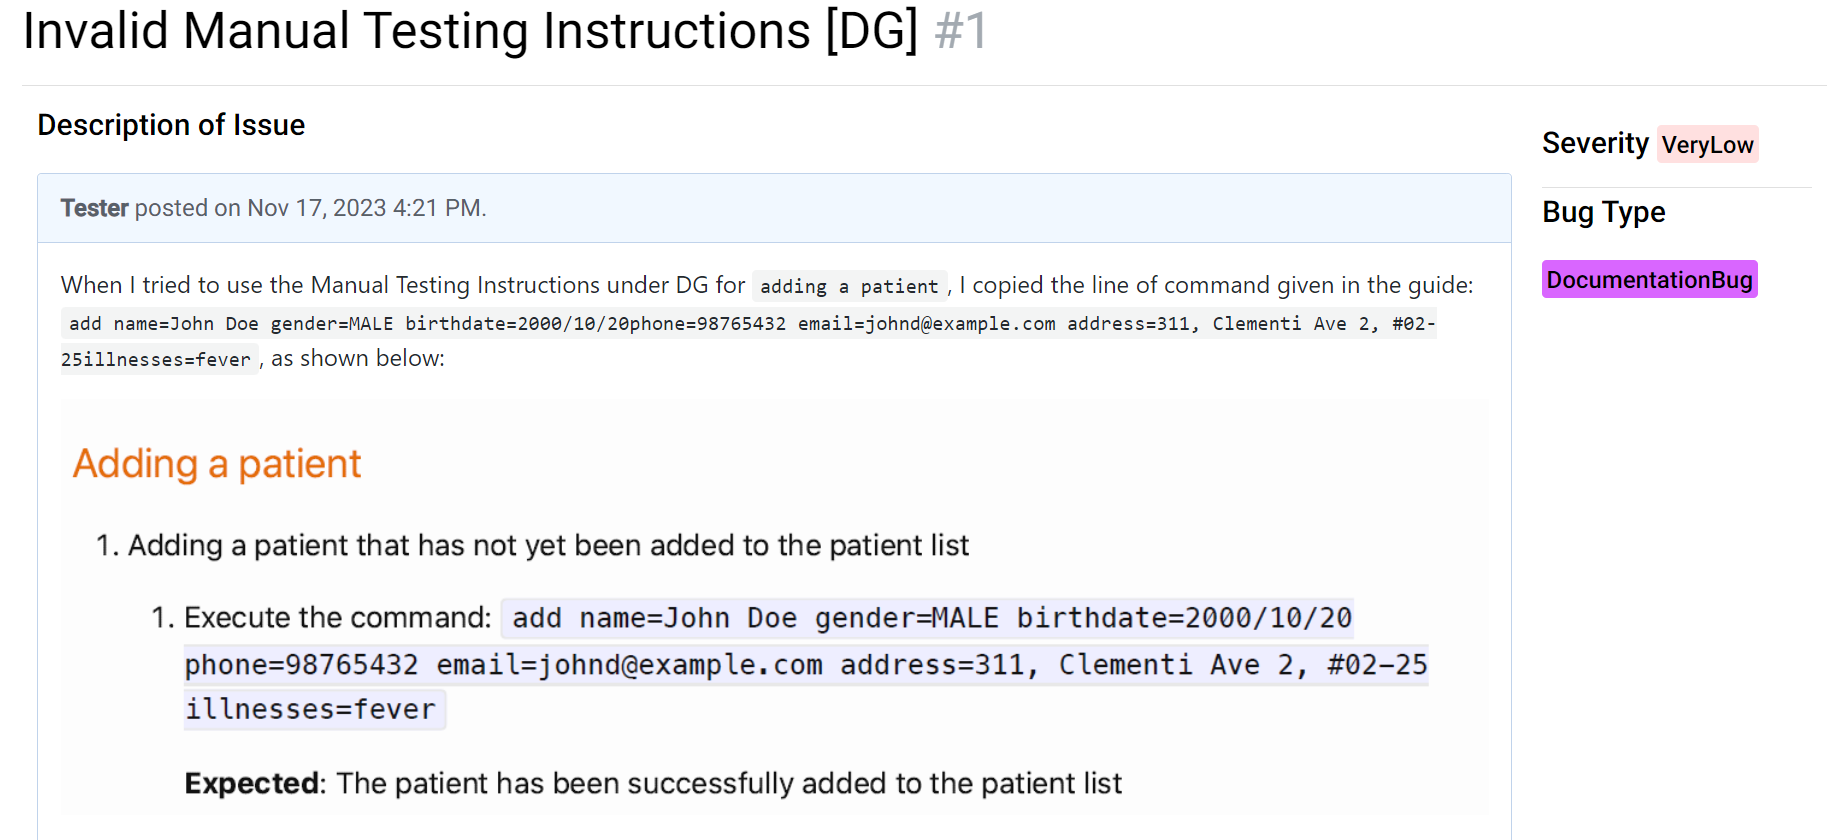 Invalid Manual Testing Instructions [DG] #1
Description of Issue
Severity VeryLow
Tester posted on Nov 17, 2023 4:21 PM.
Bug Type
DocumentationBug
When I tried to use the Manual Testing Instructions under DG for adding a patient , I copied the line of command given in the guide:
add name=John Doe gender=MALE birthdate=2000/10/20phone=98765432 email=johnd@example.com address=311, Clementi Ave 2, #02-
25illnesses=fever , as shown below:
Adding a patient
1. Adding a patient that has not yet been added to the patient list
1. Execute the command: add name=John Doe gender=MALE birthdate=2000/10/20
phone=98765432 email=johnd@example.com address=311, Clementi Ave 2, #02-25
illnesses=fever
Expected: The patient has been successfully added to the patient list